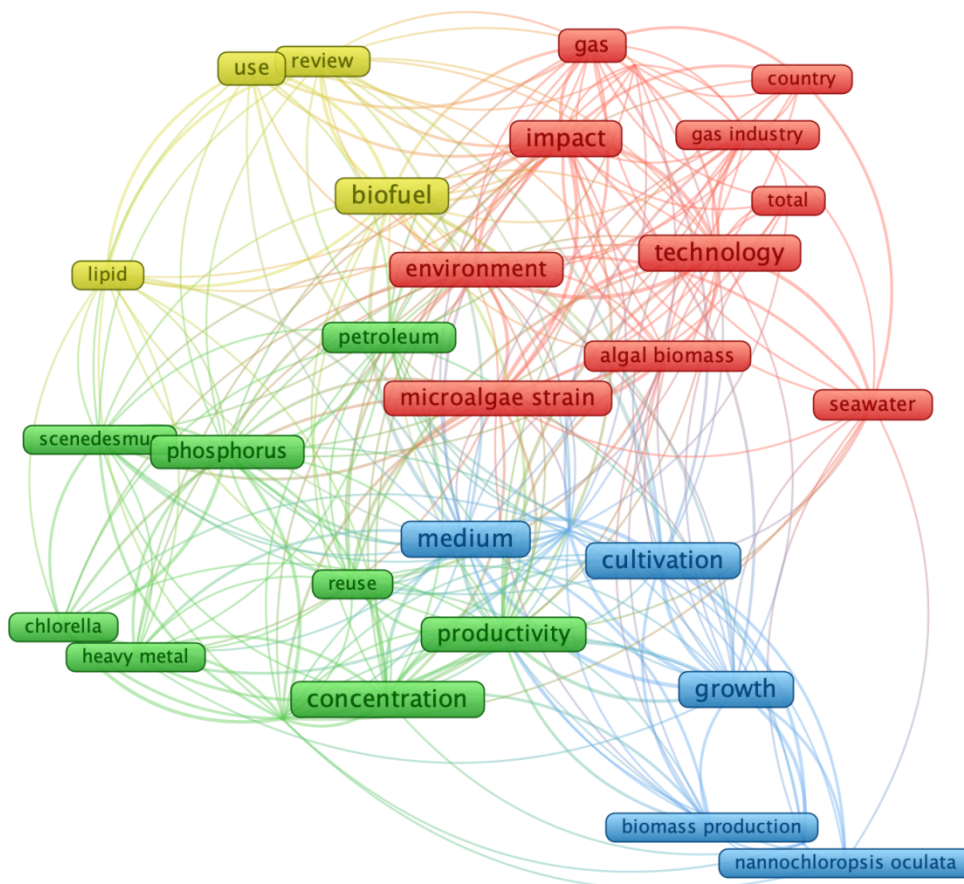 gas
use
review
country
impact
gas industry
biofuel
total
technology
environment
lipid
petroleum
algal biomass
microalgae strain
seawater
scenedesmu
phosphorus
medium
cultivation
reuse
chlorella
productivity
heavy metal
growth
concentration
biomass production
nannochloropsis oculata